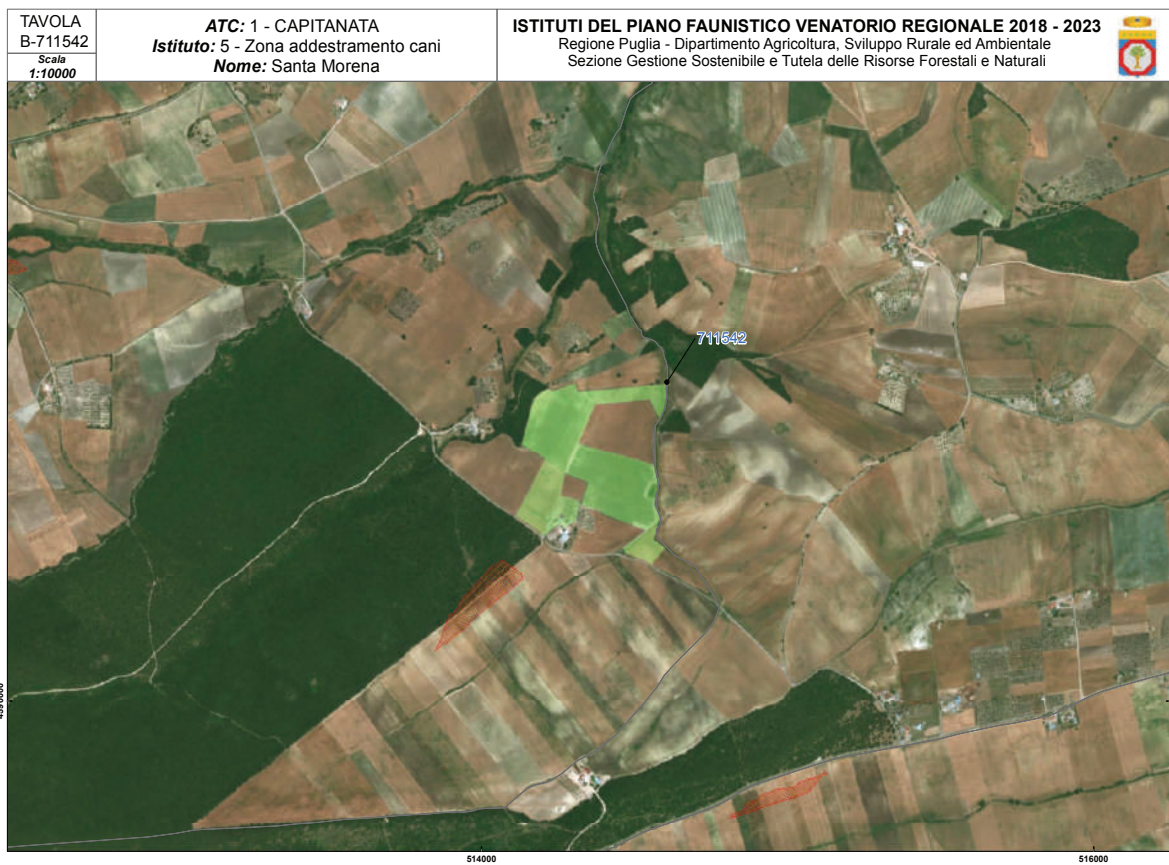 TAVOLA
B-711542
Scala
1:10000
ATC: 1 - CAPITANATA
Istituto: 5 - Zona addestramento cani
Nome: Santa Morena
ISTITUTI DEL PIANO FAUNISTICO VENATORIO REGIONALE 2018 - 2023
Regione Puglia - Dipartimento Agricoltura, Sviluppo Rurale ed Ambientale
Sezione Gestione Sostenibile e Tutela delle Risorse Forestali e Naturali
711542
514000
516000